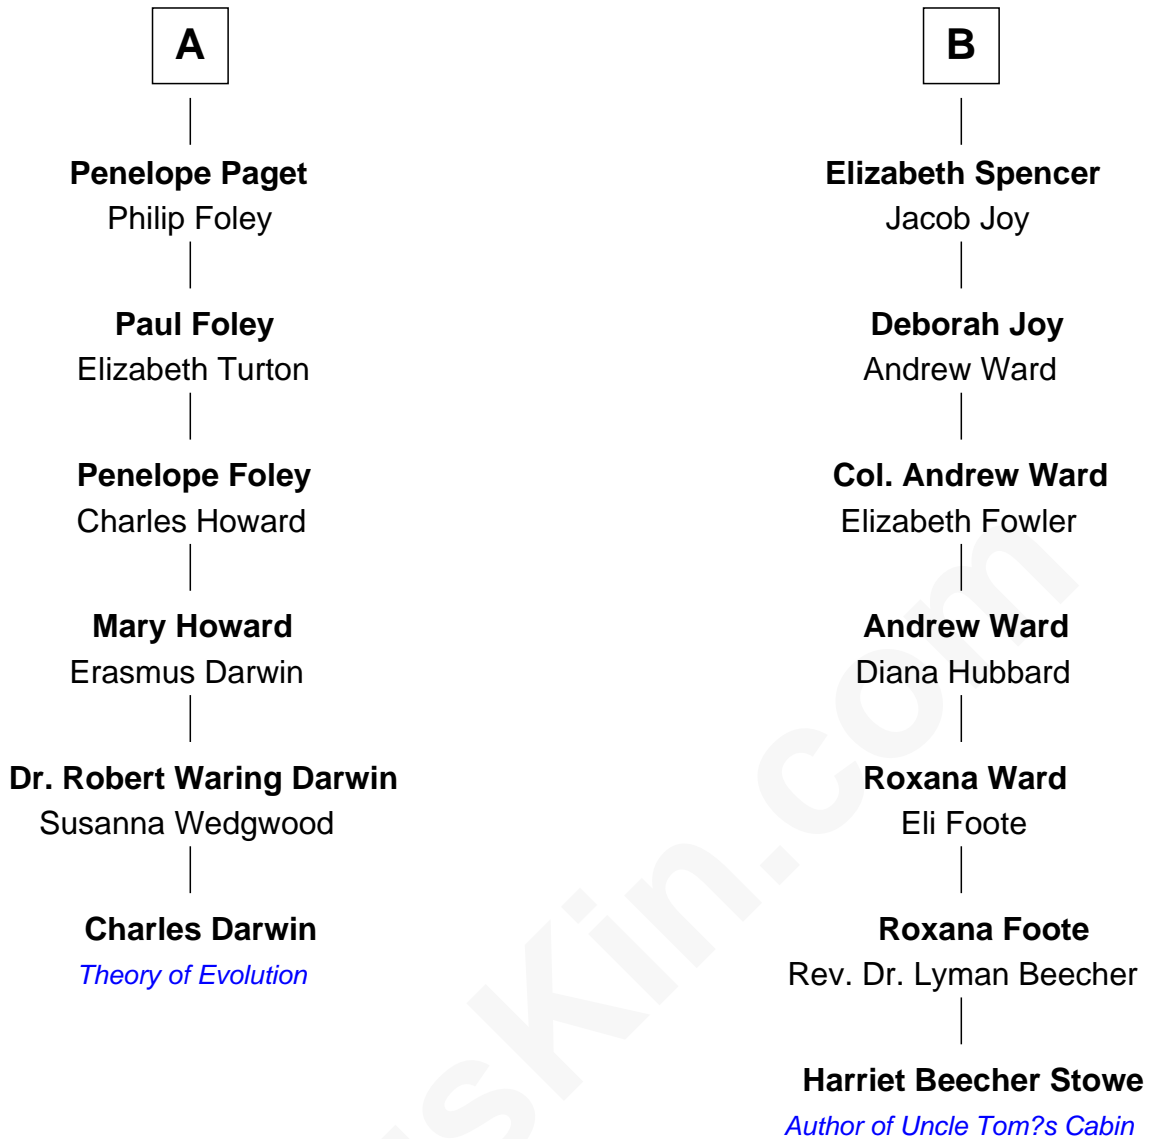 A
Penelope Paget
Philip Foley
Paul Foley
Elizabeth Turton
Penelope Foley
Charles Howard
Mary Howard
Erasmus Darwin
Dr. Robert Waring Darwin
Susanna Wedgwood
Charles Darwin
Theory of Evolution
B
Elizabeth Spencer
Jacob Joy
Deborah Joy
Andrew Ward
Col. Andrew Ward
Elizabeth Fowler
Andrew Ward
Diana Hubbard
Roxana Ward
Eli Foote
Roxana Foote
Rev. Dr. Lyman Beecher
Harriet Beecher Stowe
Author of Uncle Tom?s Cabin